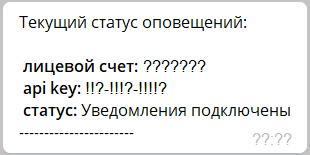 Текущий статус оповещений:
лицевой счет: ???????
api key: !!?-!!!?-!!!!?
статус: Уведомления подключены
-----------------------
??:??